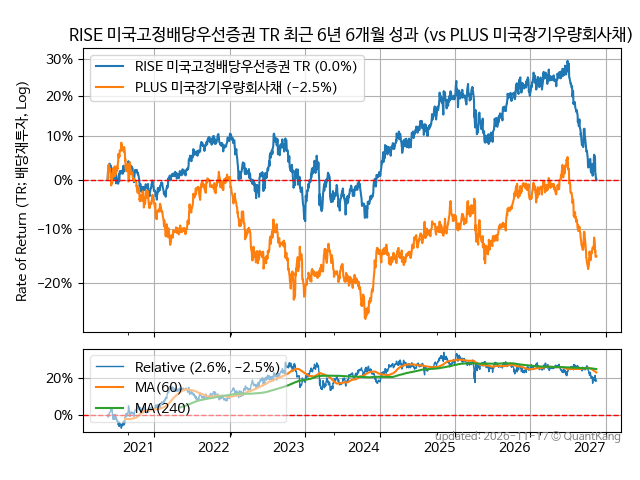 RISE 미국고정배당우선증권 TR 최근 6년 6개월 성과 (vs PLUS 미국장기우량회사채)
Rate of Return (TR: 배당재투자, Log)
30%
20%
10%
0%
-10%
-20%
RISE 미국고정배당우선증권 TR (0.0%)
PLUS 미국장기우량회사채 (-2.5%)
20%
0%
Relative (2.6%, -2.5%)
MA(60)
MA(240)
updated: 2026-11-17 © QuantKang
2021
2022
2023
2024
2025
2026
2027